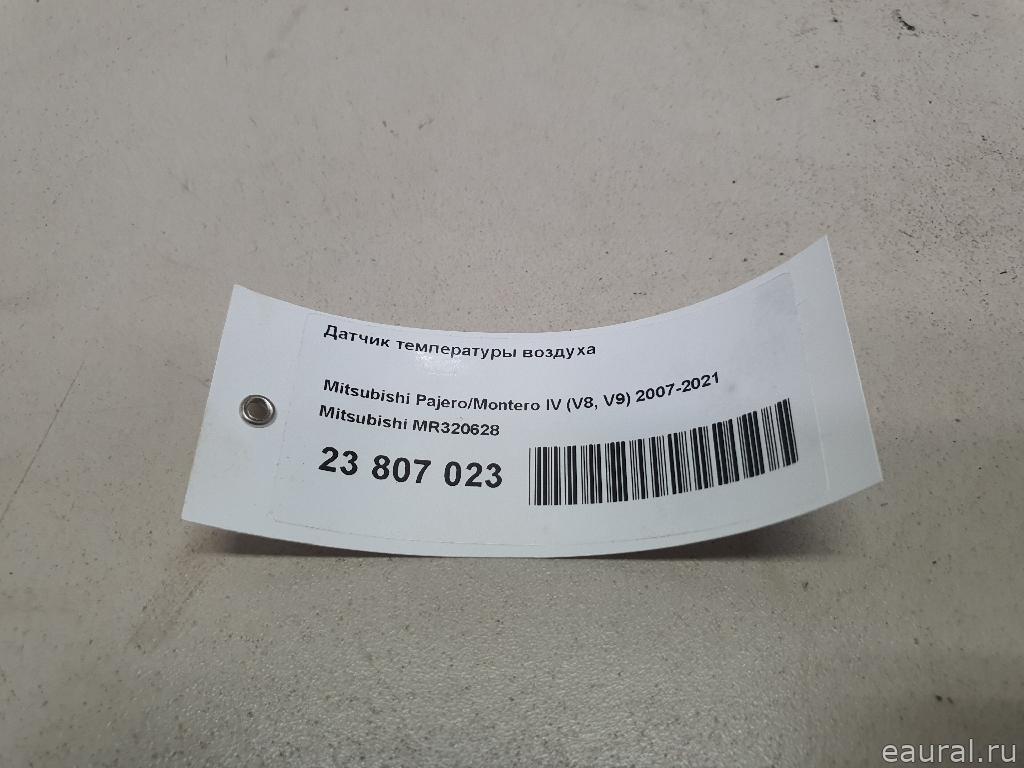 Датчик температуры воздуха
Mitsubishi Pajero/Montero IV (V8, V9) 2007-2021
Mitsubishi MR320628
23 807 023
eaural.ru